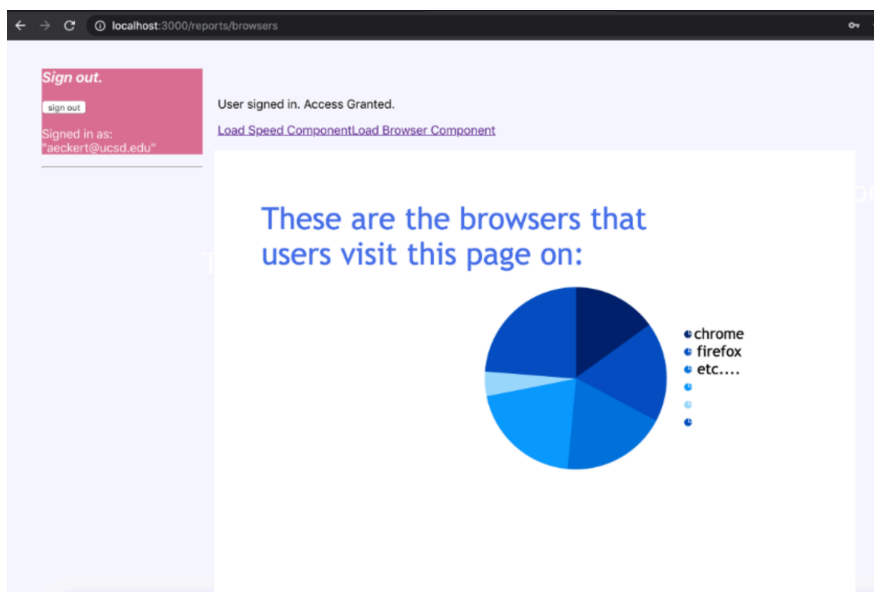 localhost:3000/reports/browsers
Sign out.
sign out
Signed in as:
"aeckert@ucsd.edu"
User signed in. Access Granted.
Load Speed ComponentLoad Browser Component
These are the browsers that
users visit this page on:
chrome
firefox
etc....